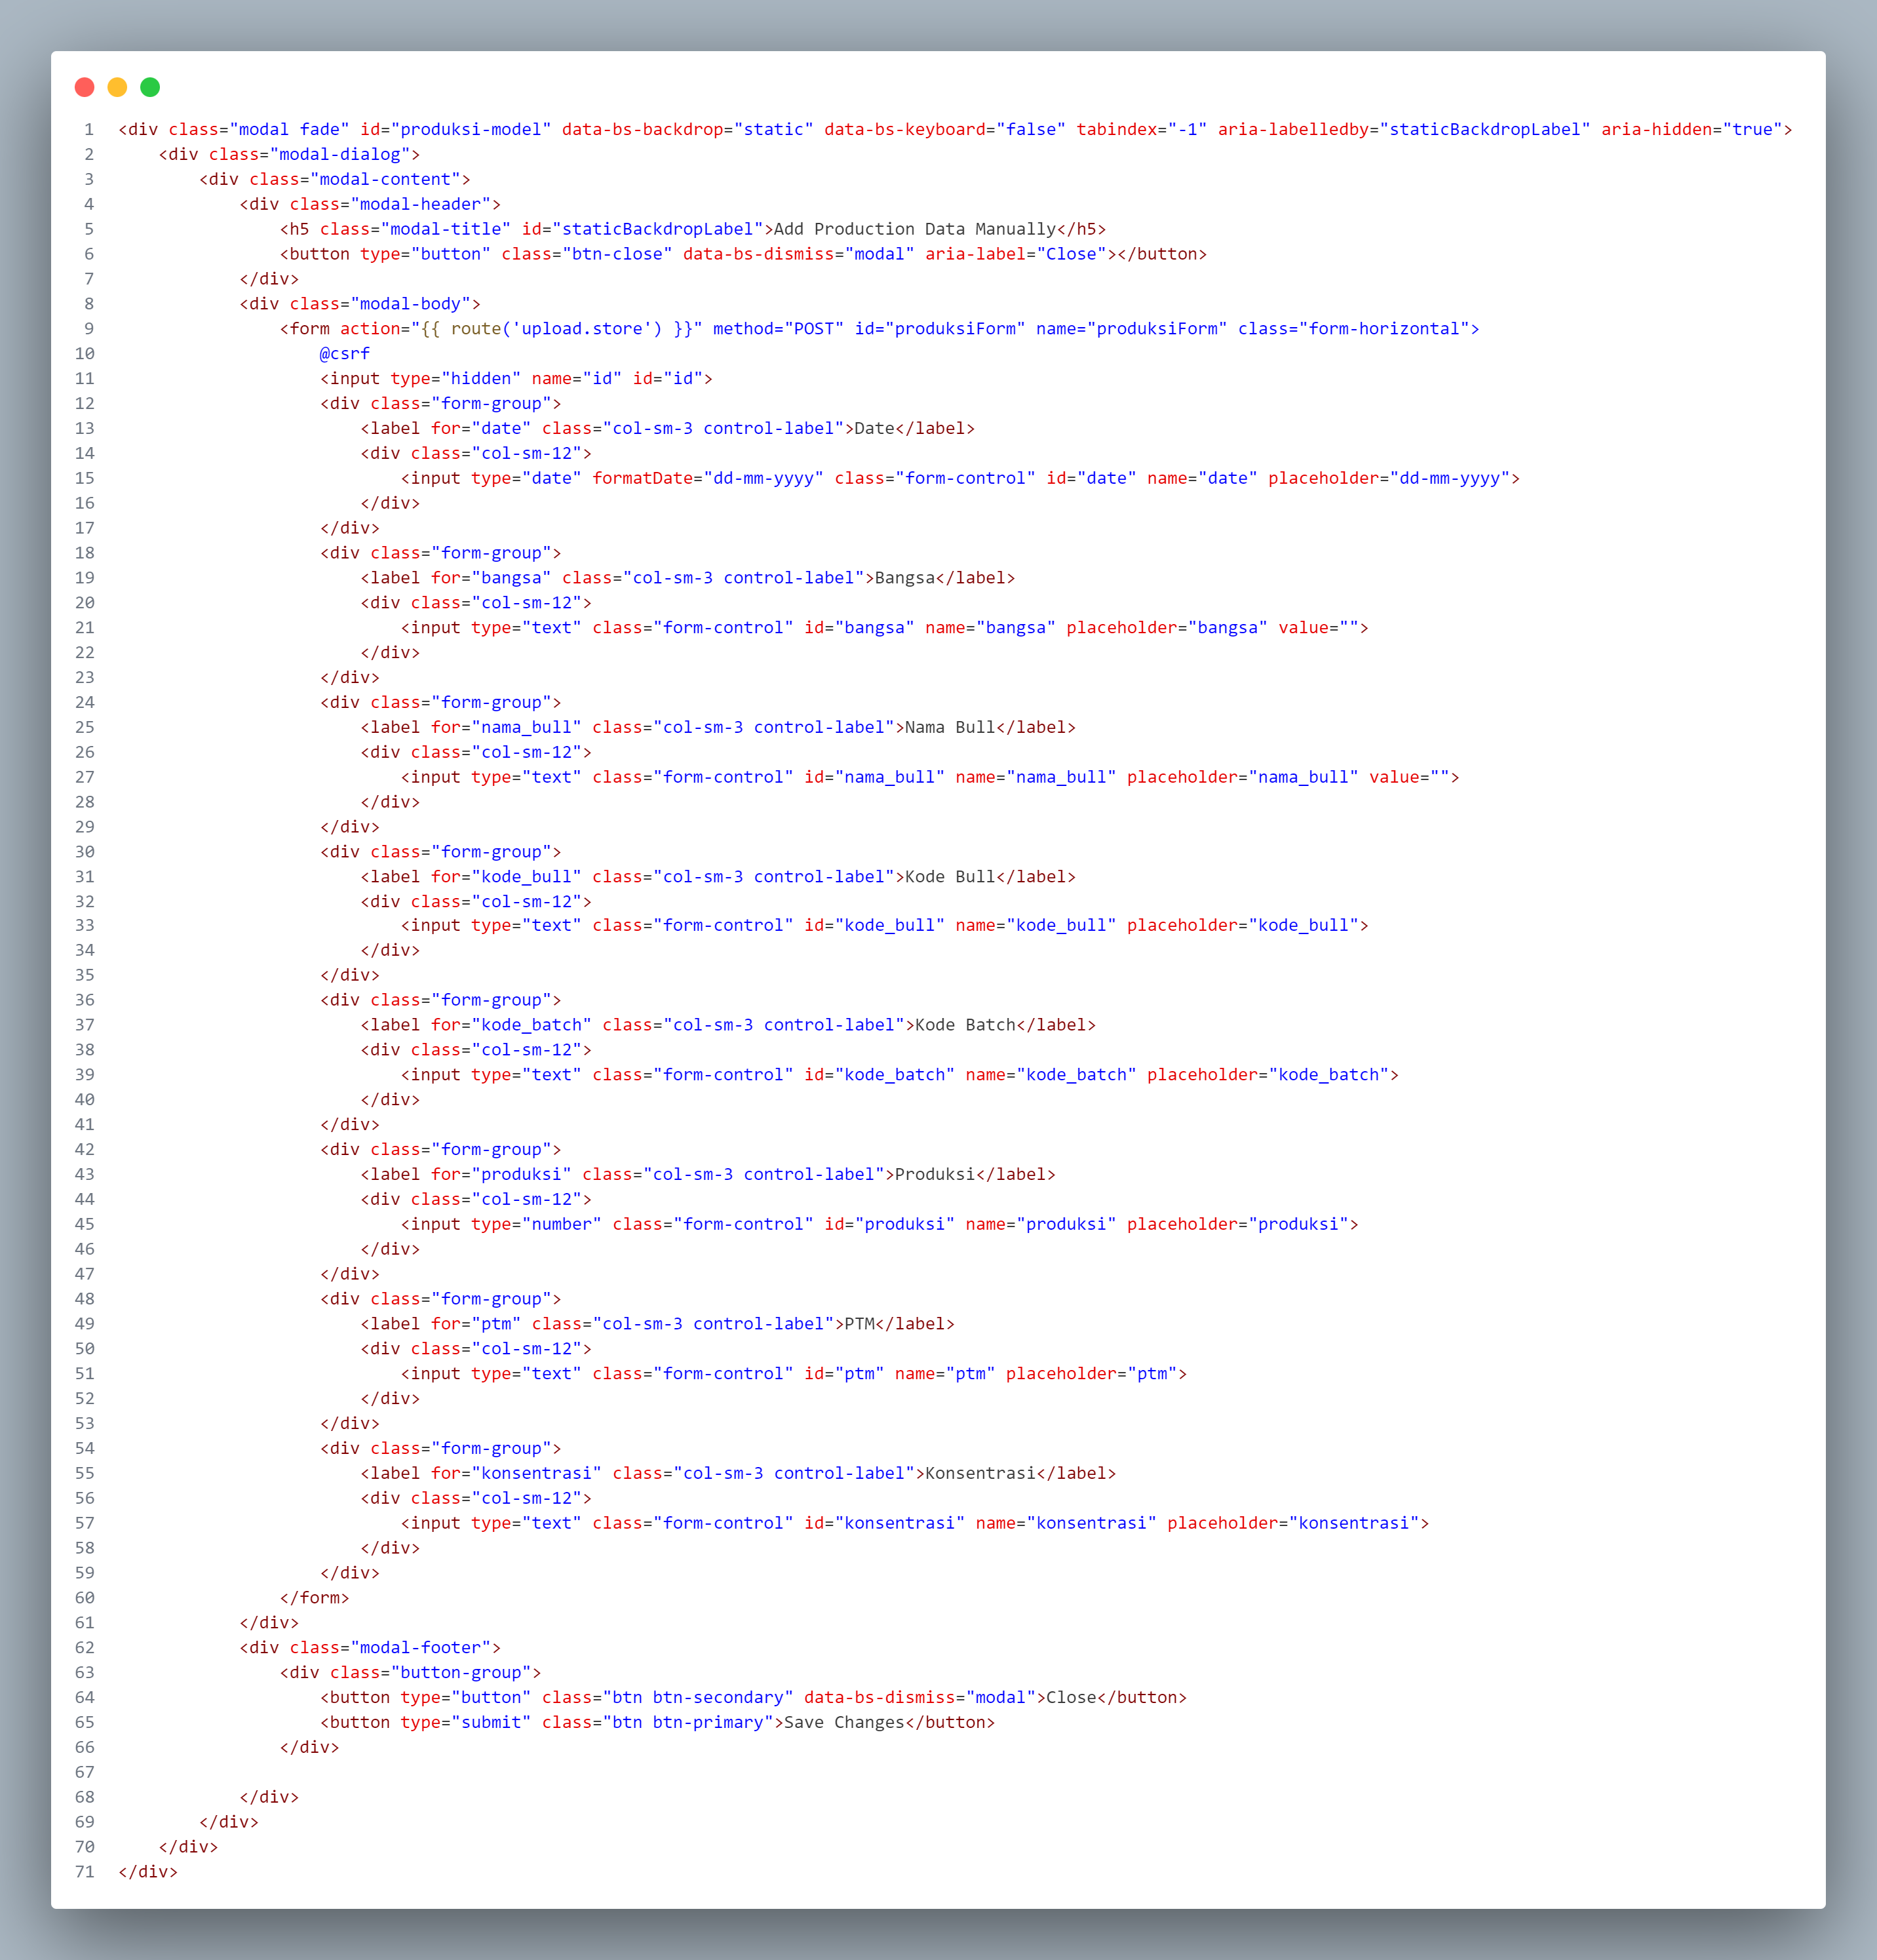 1 <div class="modal fade" id="produksi-model" data-bs-backdrop="static" data-bs-keyboard="false" tabindex="-1" aria-labelledby="staticBackdropLabel" aria-hidden="true">
2     <div class="modal-dialog">
3         <div class="modal-content">
4             <div class="modal-header">
5                 <h5 class="modal-title" id="staticBackdropLabel">Add Production Data Manually</h5>
6                 <button type="button" class="btn-close" data-bs-dismiss="modal" aria-label="Close"></button>
7             </div>
8             <div class="modal-body">
9                 <form action="{{ route('upload.store') }}" method="POST" id="produksiForm" name="produksiForm" class="form-horizontal">
10                     @csrf
11                     <input type="hidden" name="id" id="id">
12                     <div class="form-group">
13                         <label for="date" class="col-sm-3 control-label">Date</label>
14                         <div class="col-sm-12">
15                             <input type="date" formatDate="dd-mm-yyyy" class="form-control" id="date" name="date" placeholder="dd-mm-yyyy">
16                         </div>
17                     </div>
18                     <div class="form-group">
19                         <label for="bangsa" class="col-sm-3 control-label">Bangsa</label>
20                         <div class="col-sm-12">
21                             <input type="text" class="form-control" id="bangsa" name="bangsa" placeholder="bangsa" value="">
22                         </div>
23                     </div>
24                     <div class="form-group">
25                         <label for="nama_bull" class="col-sm-3 control-label">Nama Bull</label>
26                         <div class="col-sm-12">
27                             <input type="text" class="form-control" id="nama_bull" name="nama_bull" placeholder="nama_bull" value="">
28                         </div>
29                     </div>
30                     <div class="form-group">
31                         <label for="kode_bull" class="col-sm-3 control-label">Kode Bull</label>
32                         <div class="col-sm-12">
33                             <input type="text" class="form-control" id="kode_bull" name="kode_bull" placeholder="kode_bull">
34                         </div>
35                     </div>
36                     <div class="form-group">
37                         <label for="kode_batch" class="col-sm-3 control-label">Kode Batch</label>
38                         <div class="col-sm-12">
39                             <input type="text" class="form-control" id="kode_batch" name="kode_batch" placeholder="kode_batch">
40                         </div>
41                     </div>
42                     <div class="form-group">
43                         <label for="produksi" class="col-sm-3 control-label">Produksi</label>
44                         <div class="col-sm-12">
45                             <input type="number" class="form-control" id="produksi" name="produksi" placeholder="produksi">
46                         </div>
47                     </div>
48                     <div class="form-group">
49                         <label for="ptm" class="col-sm-3 control-label">PTM</label>
50                         <div class="col-sm-12">
51                             <input type="text" class="form-control" id="ptm" name="ptm" placeholder="ptm">
52                         </div>
53                     </div>
54                     <div class="form-group">
55                         <label for="konsentrasi" class="col-sm-3 control-label">Konsentrasi</label>
56                         <div class="col-sm-12">
57                             <input type="text" class="form-control" id="konsentrasi" name="konsentrasi" placeholder="konsentrasi">
58                         </div>
59                     </div>
60                 </form>
61             </div>
62             <div class="modal-footer">
63                 <div class="button-group">
64                     <button type="button" class="btn btn-secondary" data-bs-dismiss="modal">Close</button>
65                     <button type="submit" class="btn btn-primary">Save Changes</button>
66                 </div>
67
68             </div>
69         </div>
70     </div>
71 </div>